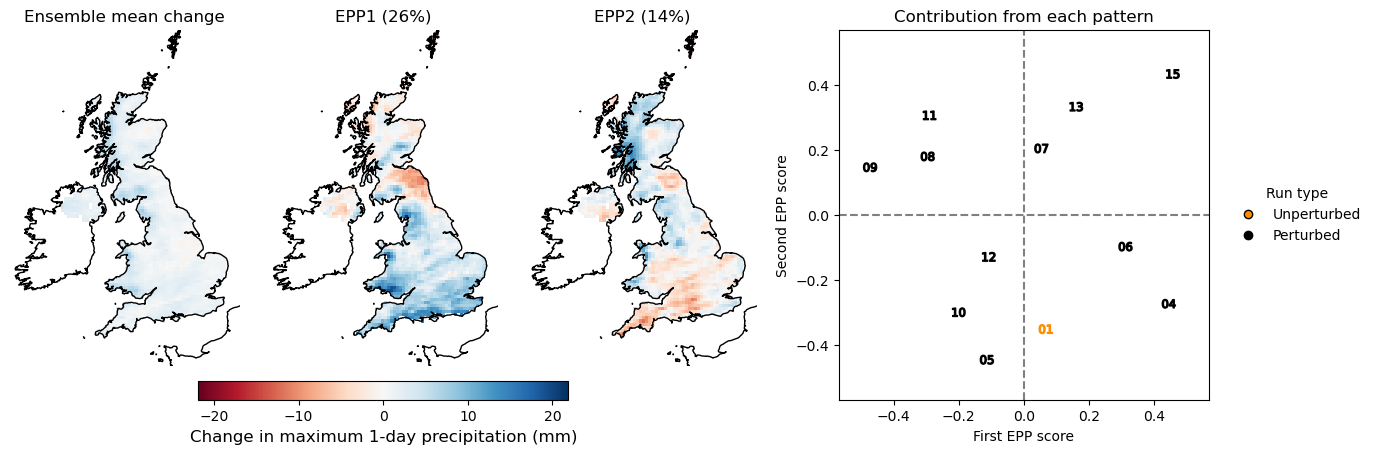 Ensemble mean change
EPP1 (26%)
EPP2 (14%)
Contribution from each pattern
−20
−10
0
10
20
Change in maximum 1-day precipitation (mm)
Second EPP score
0.4
0.2
0.0
−0.2
−0.4
15
13
11
07
08
09
06
12
04
10
01
05
−0.4
−0.2
0.0
0.2
0.4
First EPP score
Run type
Unperturbed
Perturbed